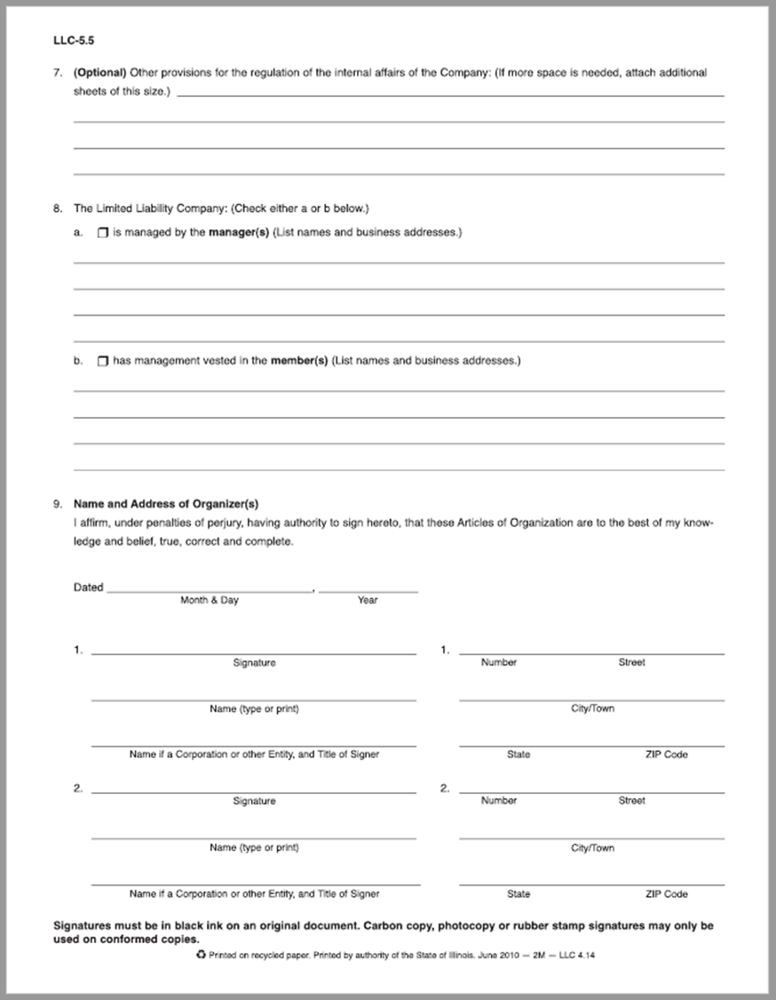 LLC-5.5
7. (Optional) Other provisions for the regulation of the internal affairs of the Company: (If more space is needed, attach additional
sheets of this size.)
8. The Limited Liability Company: (Check either a or b below.)
a. ❒ is managed by the manager(s) (List names and business addresses.)
b. ❒ has management vested in the member(s) (List names and business addresses.)
9. Name and Address of Organizer(s)
I affirm, under penalties of perjury, having authority to sign hereto, that these Articles of Organization are to the best of my know-
ledge and belief, true, correct and complete.
Dated ,
Month & Day Year
1. 1.
Signature Number Street
Name (type or print) City/Town
Name if a Corporation or other Entity, and Title of Signer State ZIP Code
2. 2.
Signature Number Street
Name (type or print) City/Town
Name if a Corporation or other Entity, and Title of Signer State ZIP Code
Signatures must be in black ink on an original document. Carbon copy, photocopy or rubber stamp signatures may only be
used on conformed copies.
♻ Printed on recycled paper. Printed by authority of the State of Illinois. June 2010 — 2M — LLC 4.14